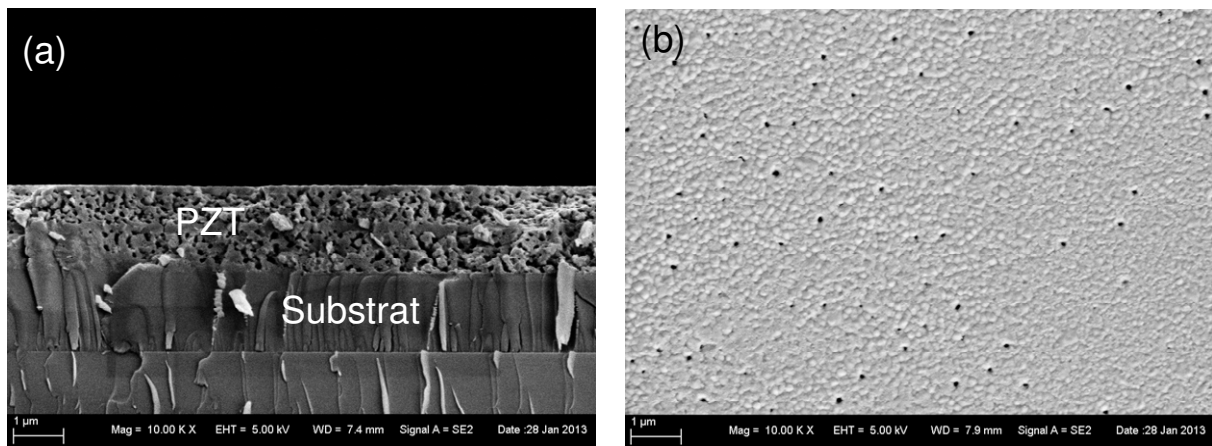 (a)
PZT
Substrat
1 µm
Mag = 10.00 K X EHT = 5.00 kV WD = 7.4 mm Signal A = SE2 Date :28 Jan 2013
(b)
1 µm
Mag = 10.00 K X EHT = 5.00 kV WD = 7.9 mm Signal A = SE2 Date :28 Jan 2013